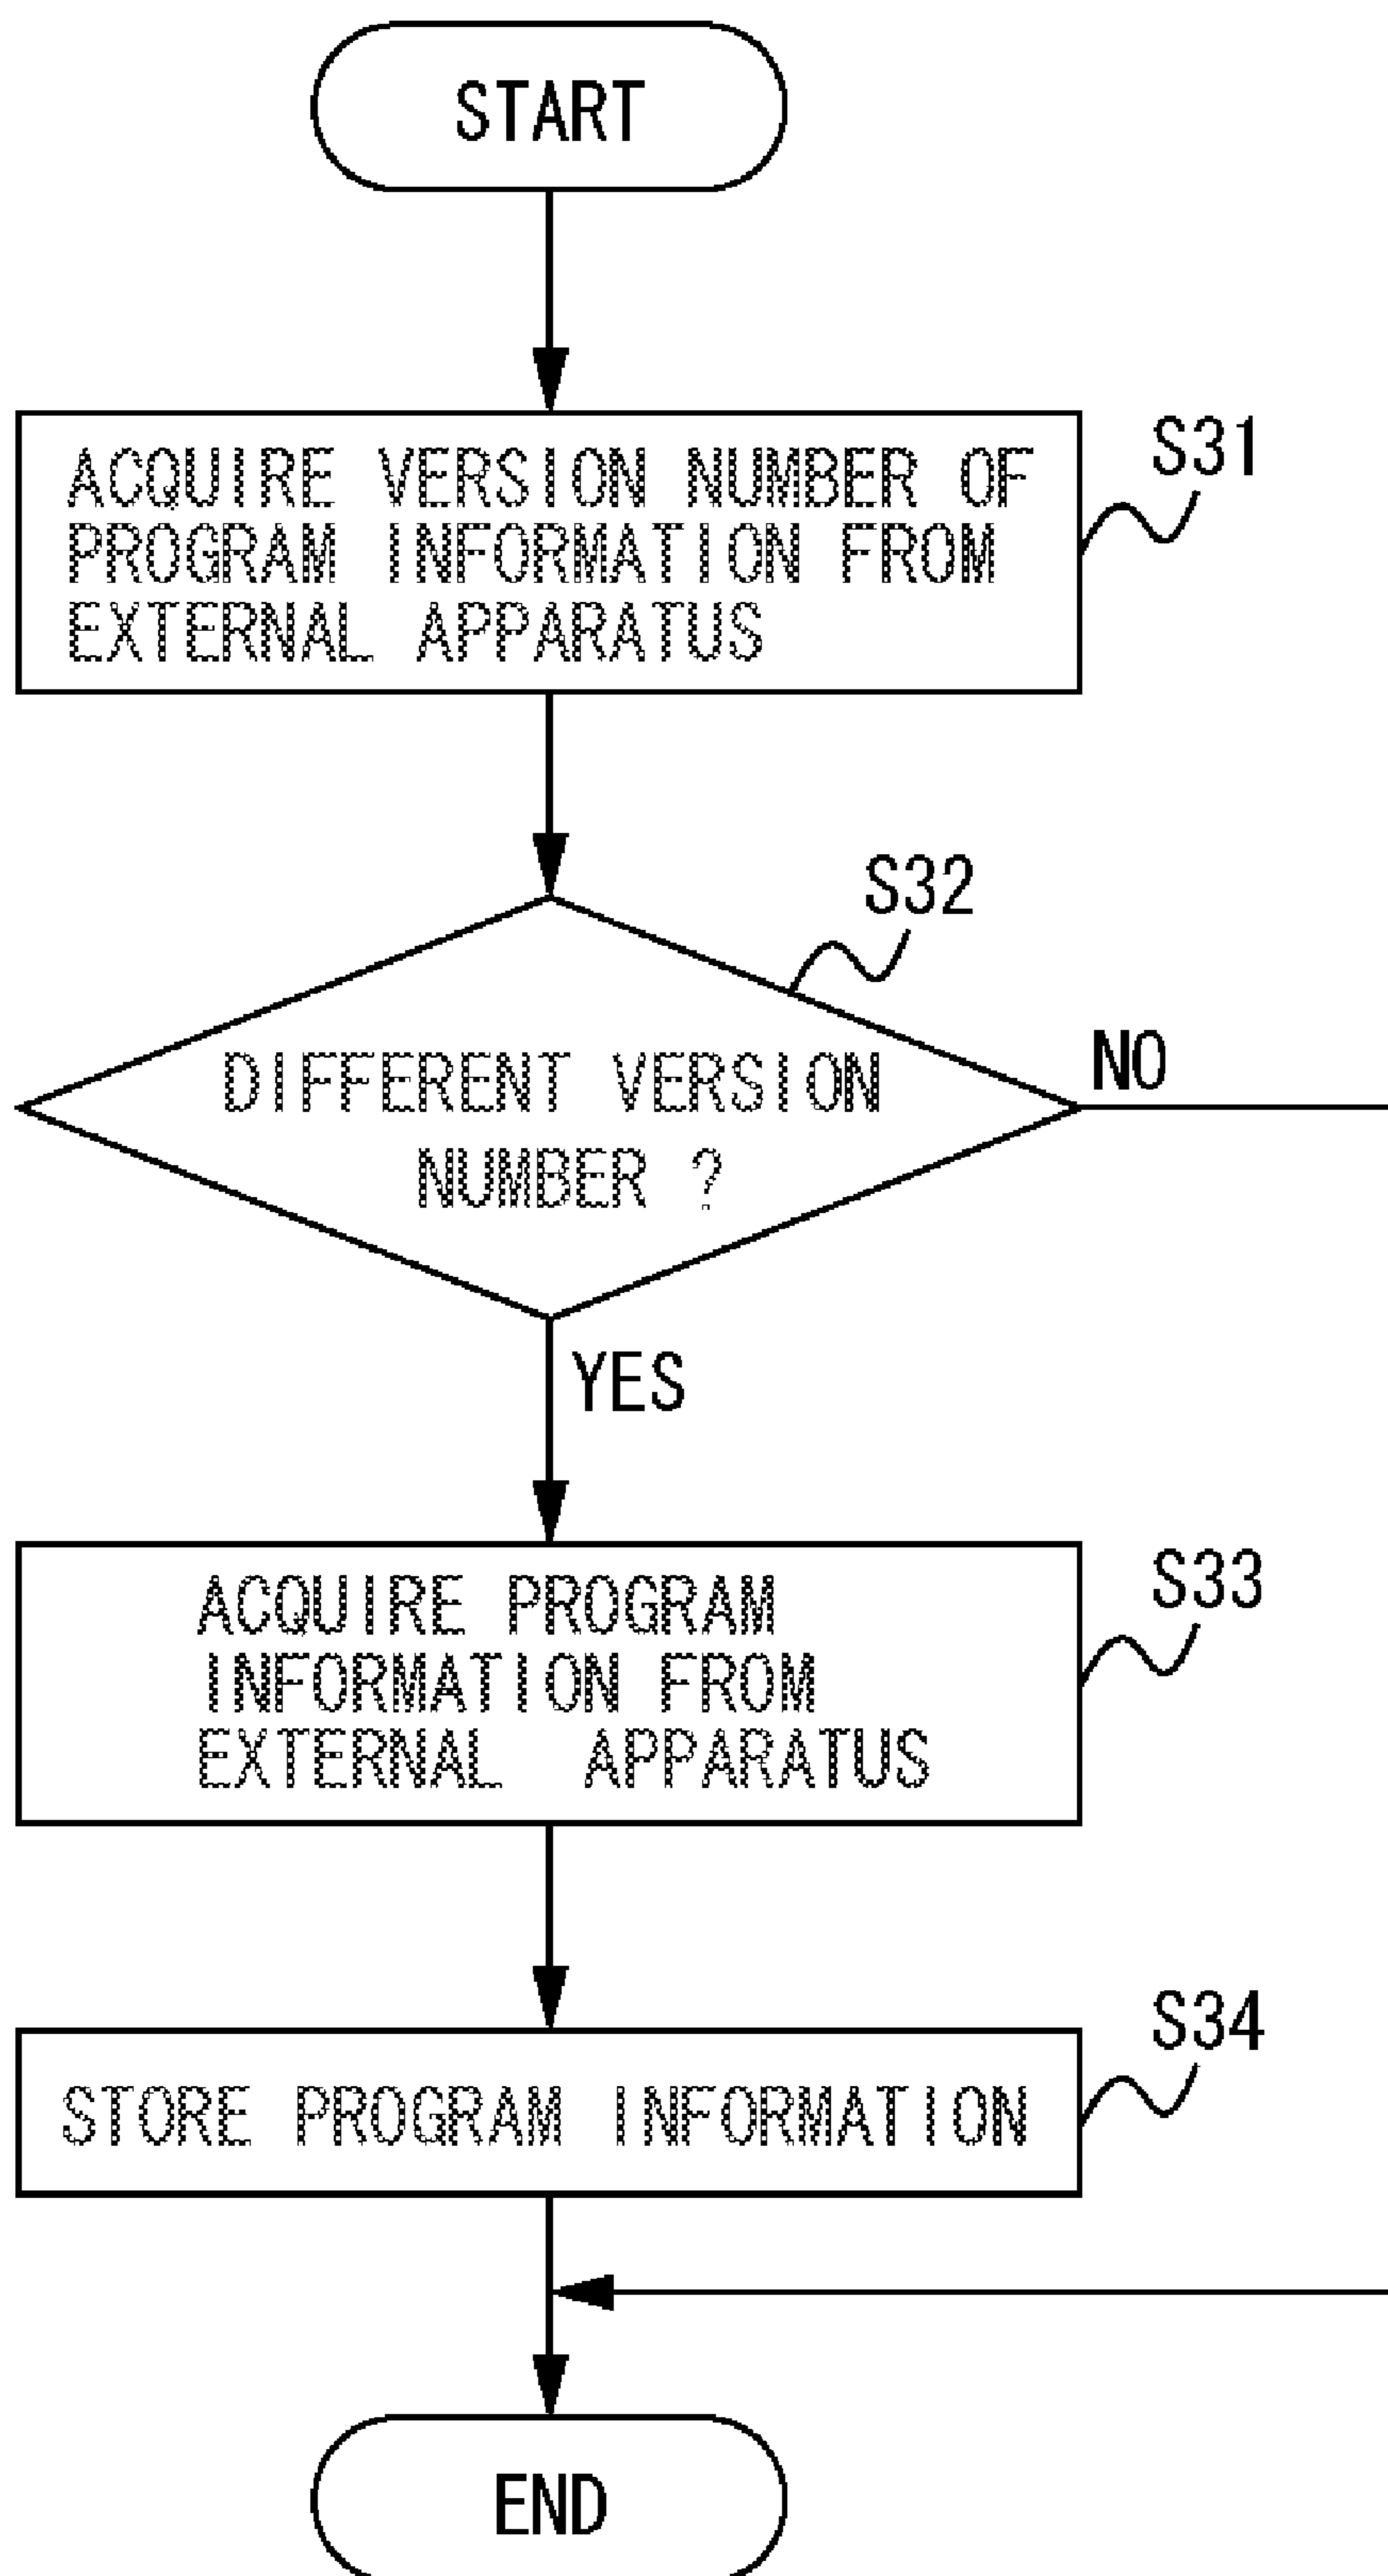 START
S31
ACQUIRE VERSION NUMBER OF
PROGRAM INFORMATION FROM
EXTERNAL APPARATUS
S32
DIFFERENT VERSION
NUMBER ?
NO
YES
S33
ACQUIRE PROGRAM
INFORMATION FROM
EXTERNAL APPARATUS
S34
STORE PROGRAM INFORMATION
END